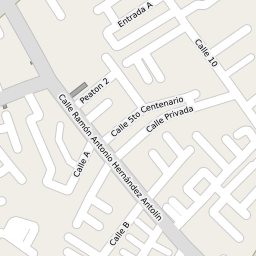 Entrada A
Calle 10
Peaton 2
Calle 5to Centenario
Calle Privada
Calle Ramón Antonio Hernández Antolín
Calle A
Calle B